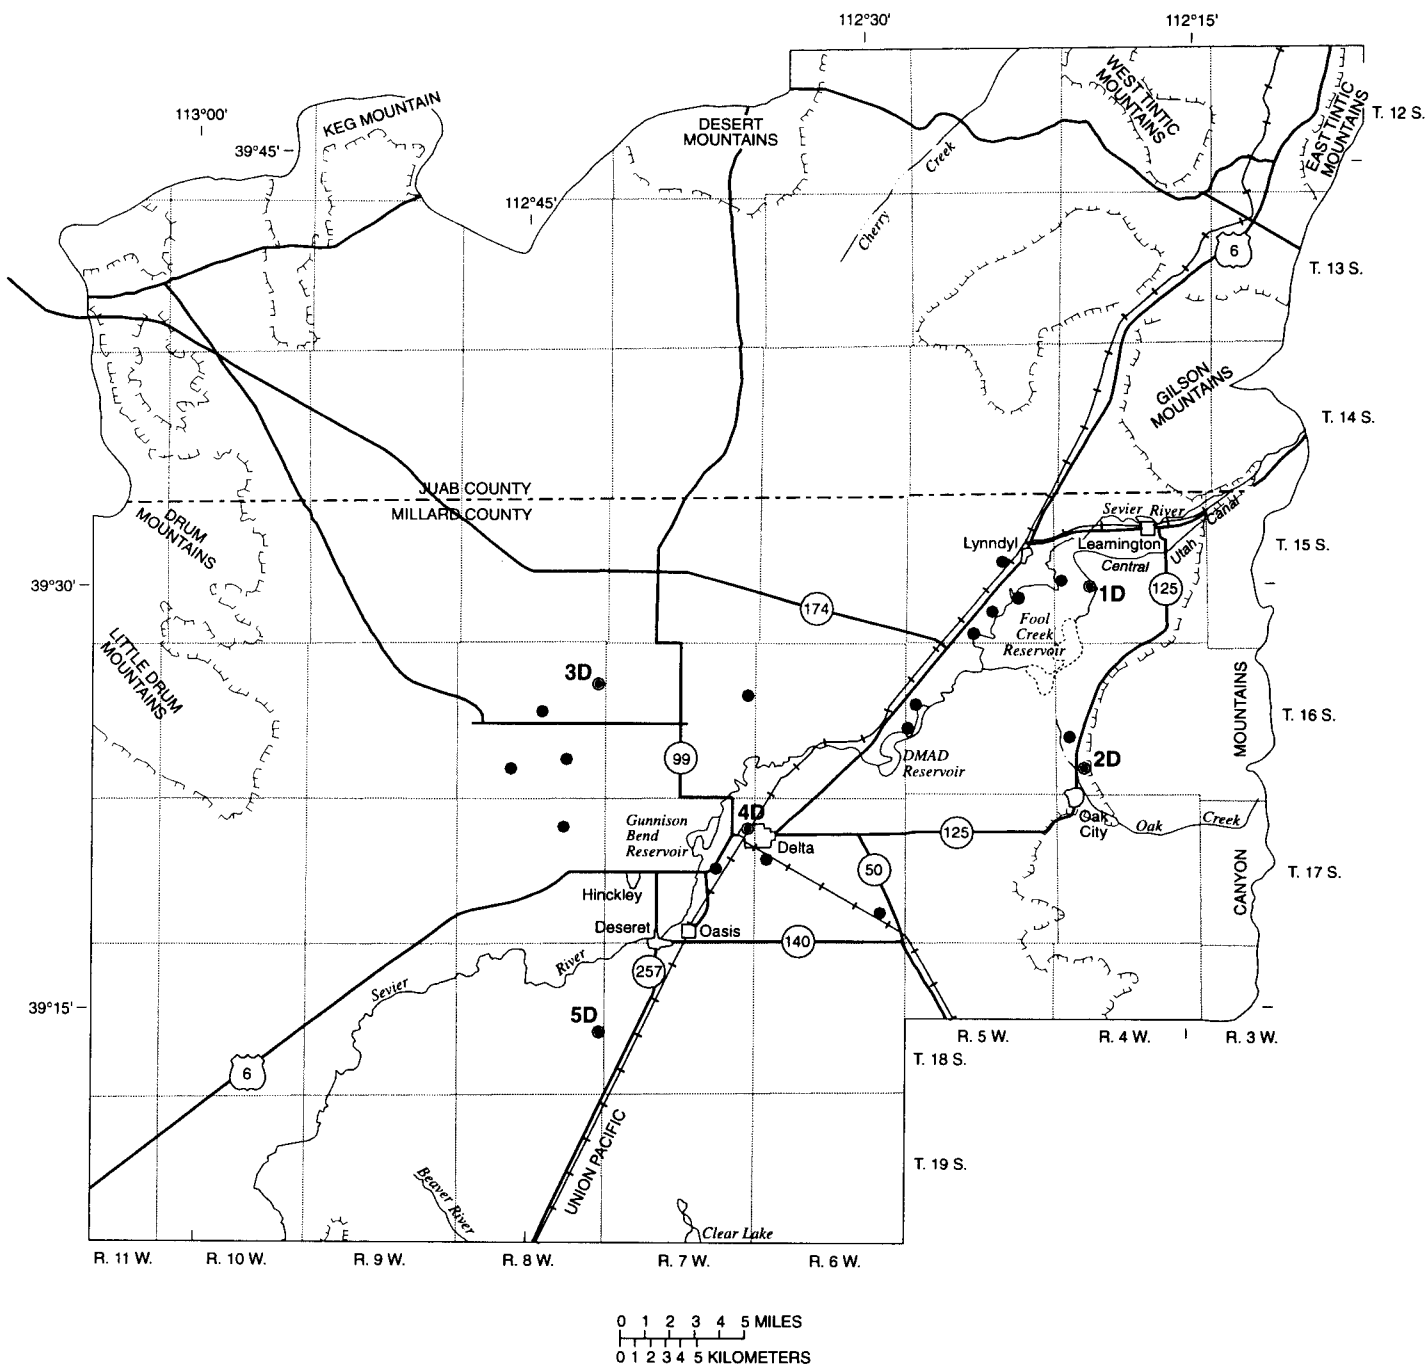 112°30'
112°15'
WEST TINTIC
MOUNTAINS
EAST TINTIC
MOUNTAINS
T. 12 S.
113°00'
KEG MOUNTAIN
39°45'
DESERT
MOUNTAINS
Cherry Creek
112°45'
6
T. 13 S.
GILSON
MOUNTAINS
T. 14 S.
JUAB COUNTY
MILLARD COUNTY
DRUM
MOUNTAINS
Sevier River
Canal
Lynndyl
Leamington
Utah
Central
T. 15 S.
39°30'
174
1D
125
Fool
Creek
Reservoir
LITTLE DRUM
MOUNTAINS
3D
MOUNTAINS
T. 16 S.
99
DMAD
Reservoir
2D
Gunnison
Bend
Reservoir
4D
Delta
125
Oak
City
Oak Creek
50
CANYON
T. 17 S.
Hinckley
Deseret
Oasis
140
Sevier River
257
39°15'
5D
R. 5 W.
R. 4 W.
R. 3 W.
T. 18 S.
6
UNION PACIFIC
T. 19 S.
Beaver River
Clear Lake
R. 11 W.
R. 10 W.
R. 9 W.
R. 8 W.
R. 7 W.
R. 6 W.
0 1 2 3 4 5 MILES
0 1 2 3 4 5 KILOMETERS